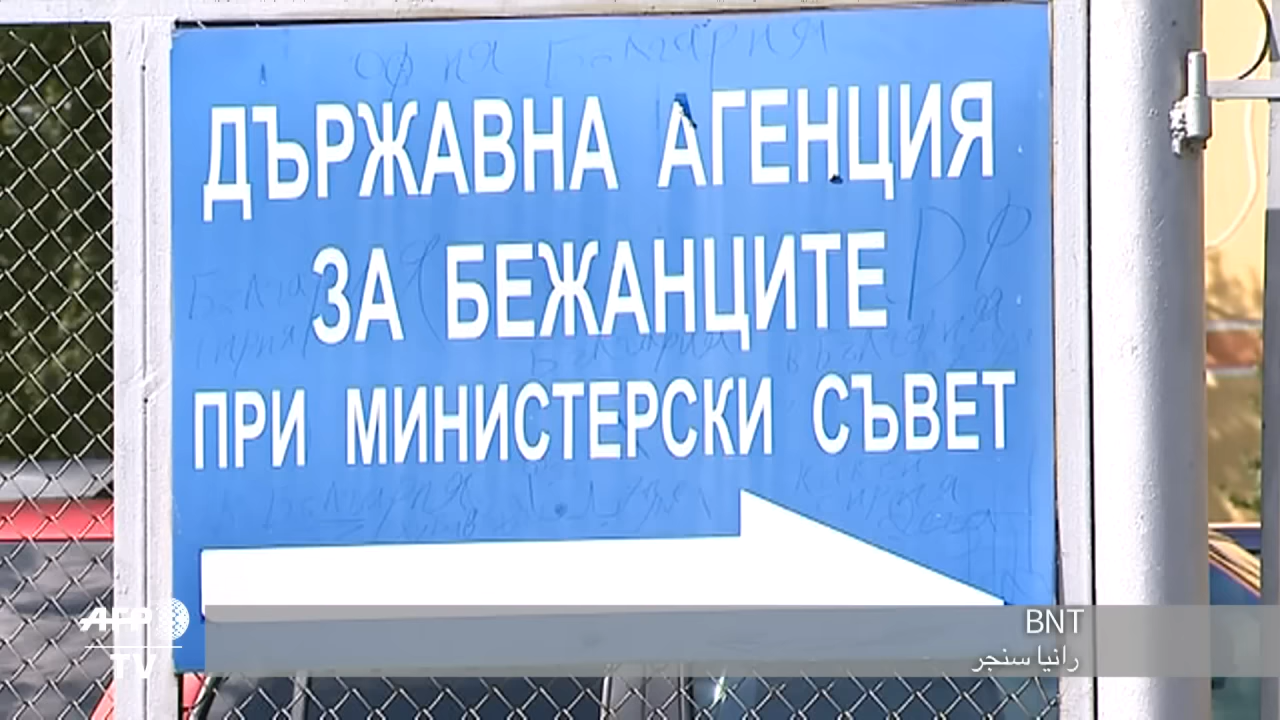 ДЪРЖАВНА АГЕНЦИЯ
ЗА БЕЖАНЦИТЕ
ПРИ МИНИСТЕРСКИ СЪВЕТ
AFP
TV
BNT
رانيا سنجر